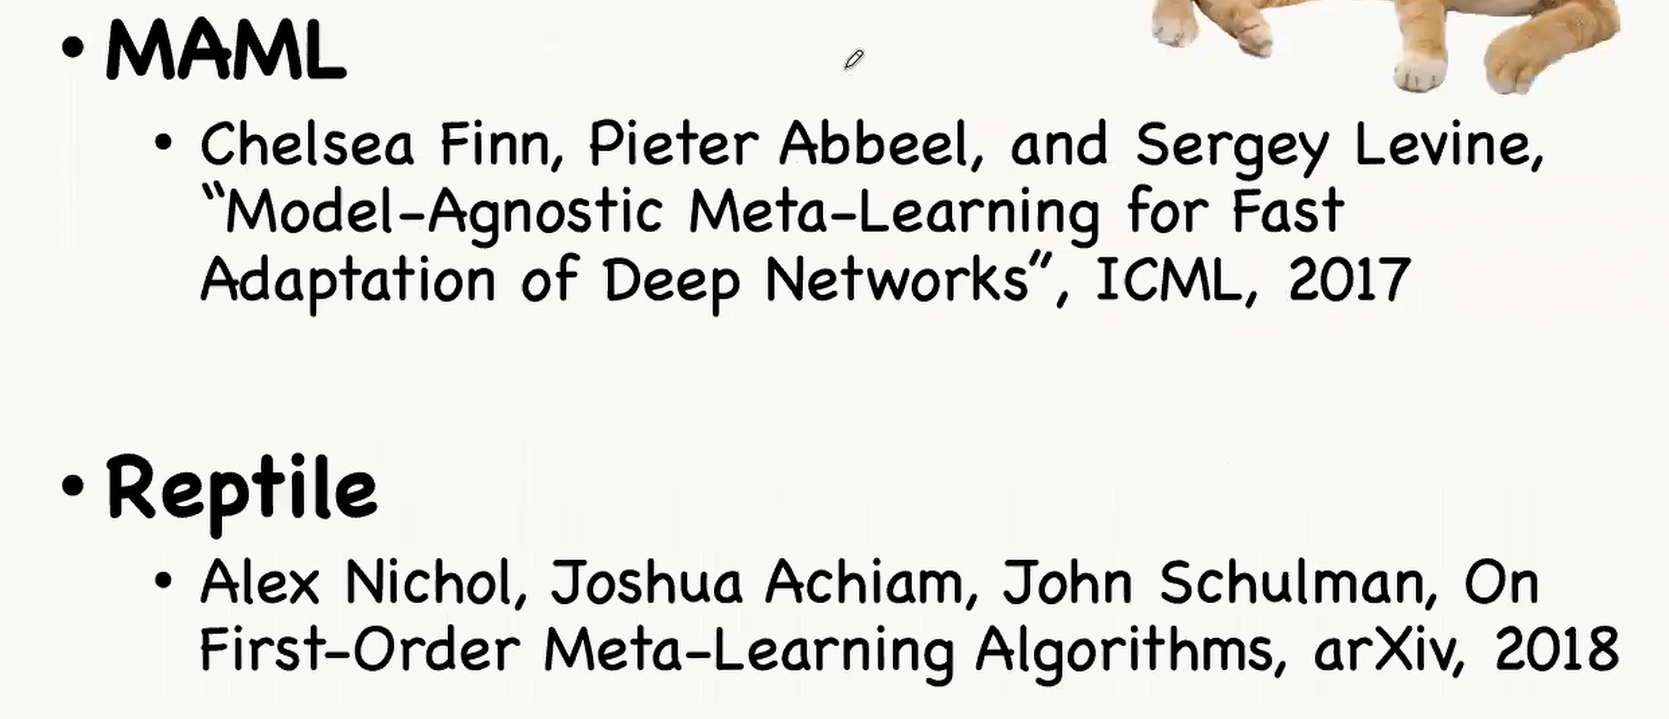 • MAML
• Chelsea Finn, Pieter Abbeel, and Sergey Levine,
“Model-Agnostic Meta-Learning for Fast
Adaptation of Deep Networks”, ICML, 2017
• Reptile
• Alex Nichol, Joshua Achiam, John Schulman, On
First-Order Meta-Learning Algorithms, arXiv, 2018